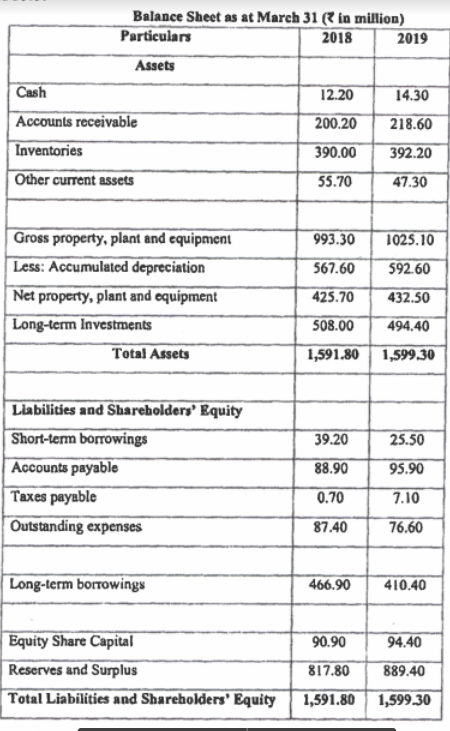 Balance Sheet as at March 31 (₹ in million)
Particulars 2018 2019
Assets
Cash 12.20 14.30
Accounts receivable 200.20 218.60
Inventories 390.00 392.20
Other current assets 55.70 47.30
Gross property, plant and equipment 993.30 1025.10
Less: Accumulated depreciation 567.60 592.60
Net property, plant and equipment 425.70 432.50
Long-term Investments 508.00 494.40
Total Assets 1,591.80 1,599.30
Liabilities and Shareholders' Equity
Short-term borrowings 39.20 25.50
Accounts payable 88.90 95.90
Taxes payable 0.70 7.10
Outstanding expenses 87.40 76.60
Long-term borrowings 466.90 410.40
Equity Share Capital 90.90 94.40
Reserves and Surplus 817.80 889.40
Total Liabilities and Shareholders' Equity 1,591.80 1,599.30